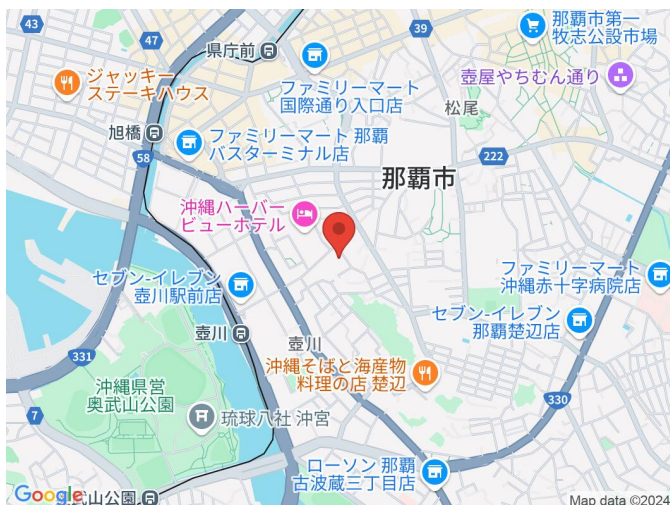 43
47
39
県庁前
那覇市第一
牧志公設市場
ジャッキー
ステーキハウス
ファミリーマート
国際通り入口店
壺屋やちむん通り
松尾
旭橋
58
ファミリーマート 那覇
バスターミナル店
222
那覇市
沖縄ハーバー
ビューホテル
セブン-イレブン
壺川駅前店
ファミリーマート
沖縄赤十字病院店
セブン-イレブン
那覇楚辺店
壺川
壺川
331
沖縄そばと海産物
料理の店 楚辺
沖縄県営
奥武山公園
330
7
琉球八社 沖宮
ローソン 那覇
古波蔵三丁目店
Google
武山公園
Map data ©2024